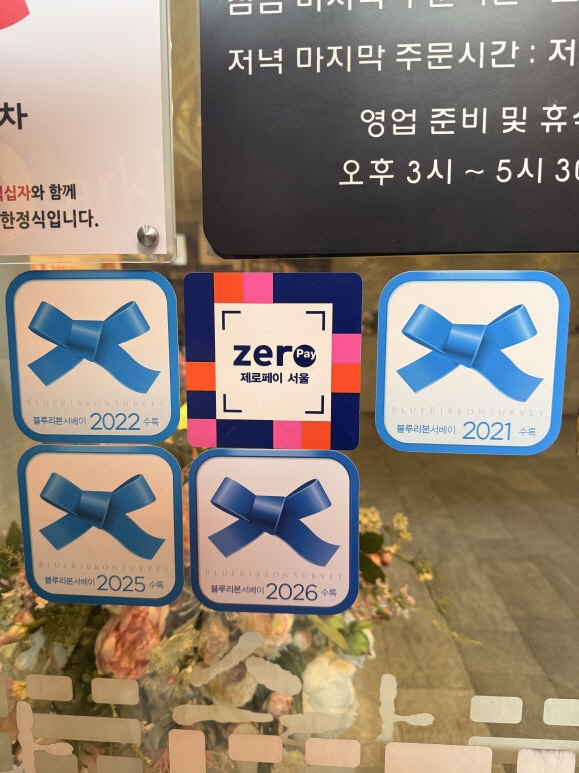 저녁 마지막 주문시간 : 저
영업 준비 및 휴식
오후 3시 ~ 5시 30
차
십자와 함께
한정식입니다.
BLUERIBBONSURVEY
블루리본서베이 2022 수록
zero Pay
제로페이 서울
BLUERIBBONSURVEY
블루리본서베이 2021 수록
BLUERIBBONSURVEY
블루리본서베이 2025 수록
BLUERIBBONSURVEY
블루리본서베이 2026 수록